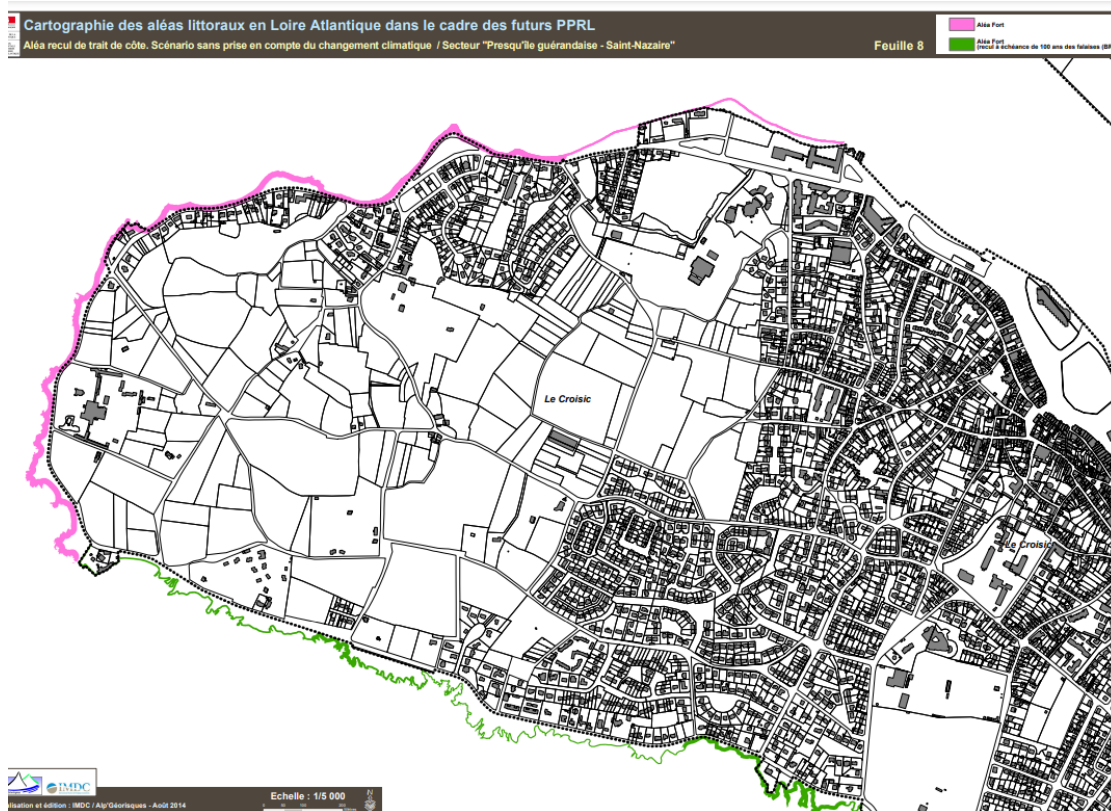 Cartographie des aléas littoraux en Loire Atlantique dans le cadre des futurs PPRL
Aléa recul de trait de côte. Scénario sans prise en compte du changement climatique / Secteur "Presqu'île guérandaise - Saint-Nazaire"
Feuille 8
Aléa Fort
Aléa Fort
(recul à échéance de 100 ans des falaises
Le Croisic
Le Croisic
IMDC
alisation et édition : IMDC / Alp'Géorisques - Août 2014
Echelle : 1/5 000
N